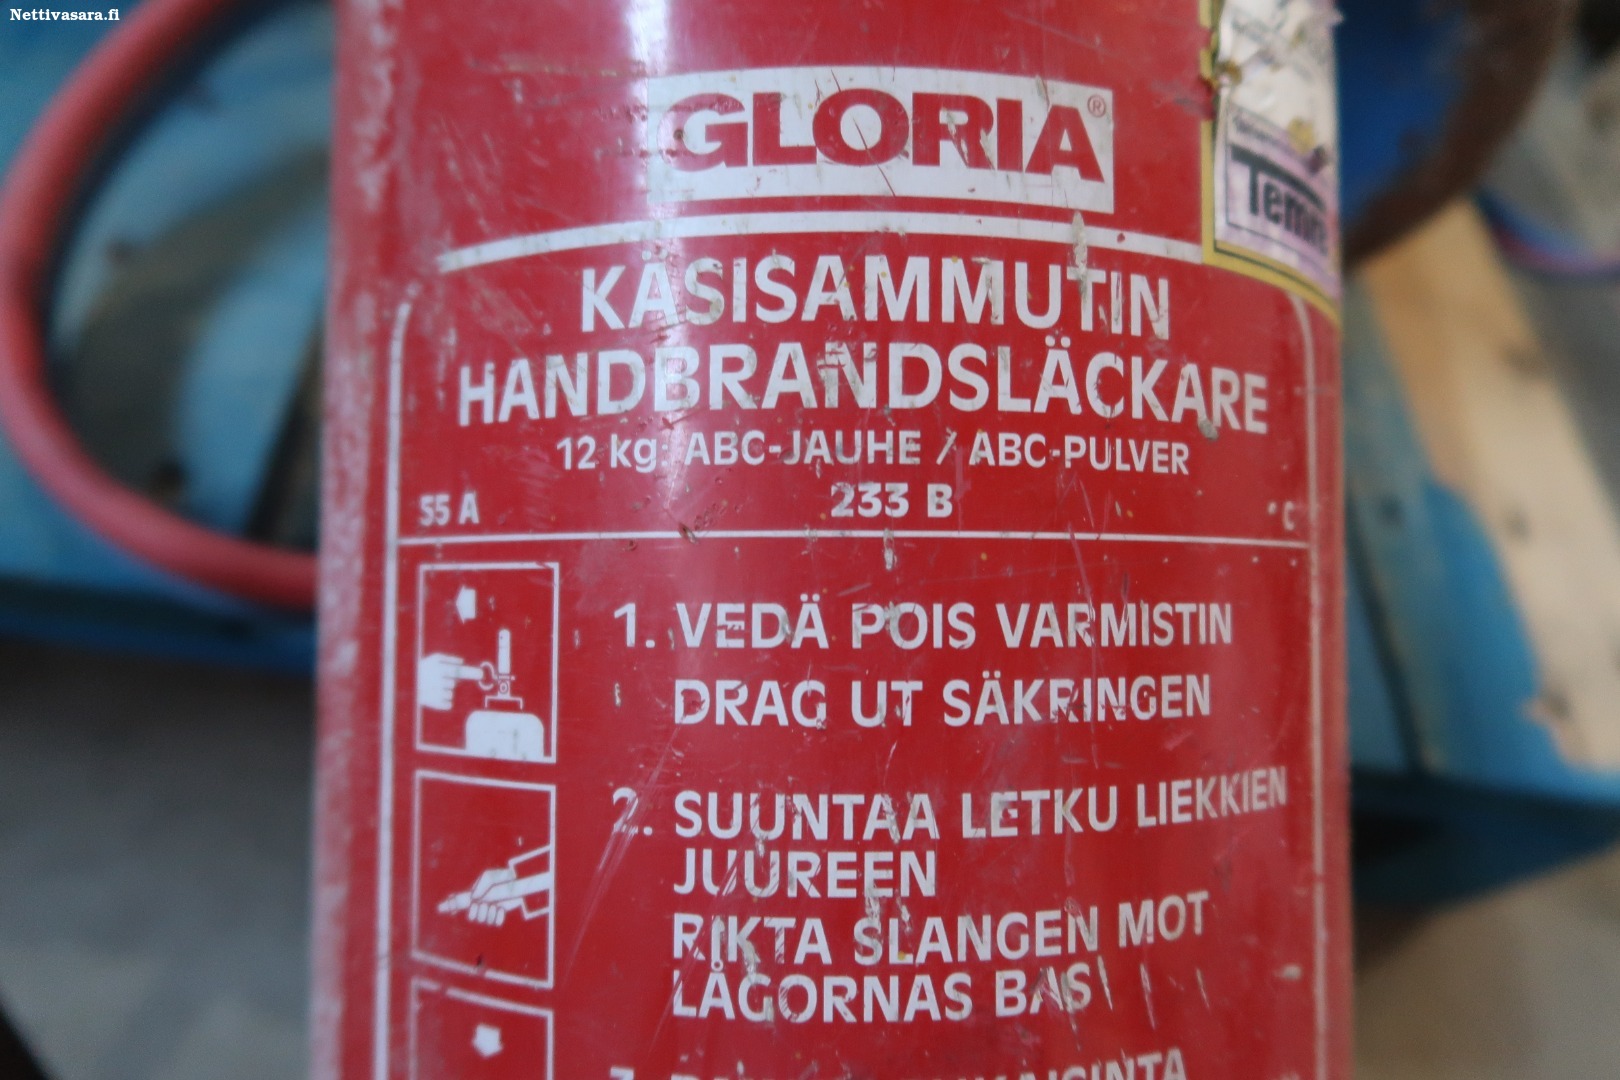 Nettivasara.fi
GLORIA®
KÄSISAMMUTIN
HANDBRANDSLÄCKARE
12 kg: ABC-JAUHE / ABC-PULVER
55 A 233 B C
1. VEDÄ POIS VARMISTIN
DRAG UT SÄKRINGEN
2. SUUNTAA LETKU LIEKKIEN
JUUREEN
RIKTA SLANGEN MOT
LÅGORNAS BAS